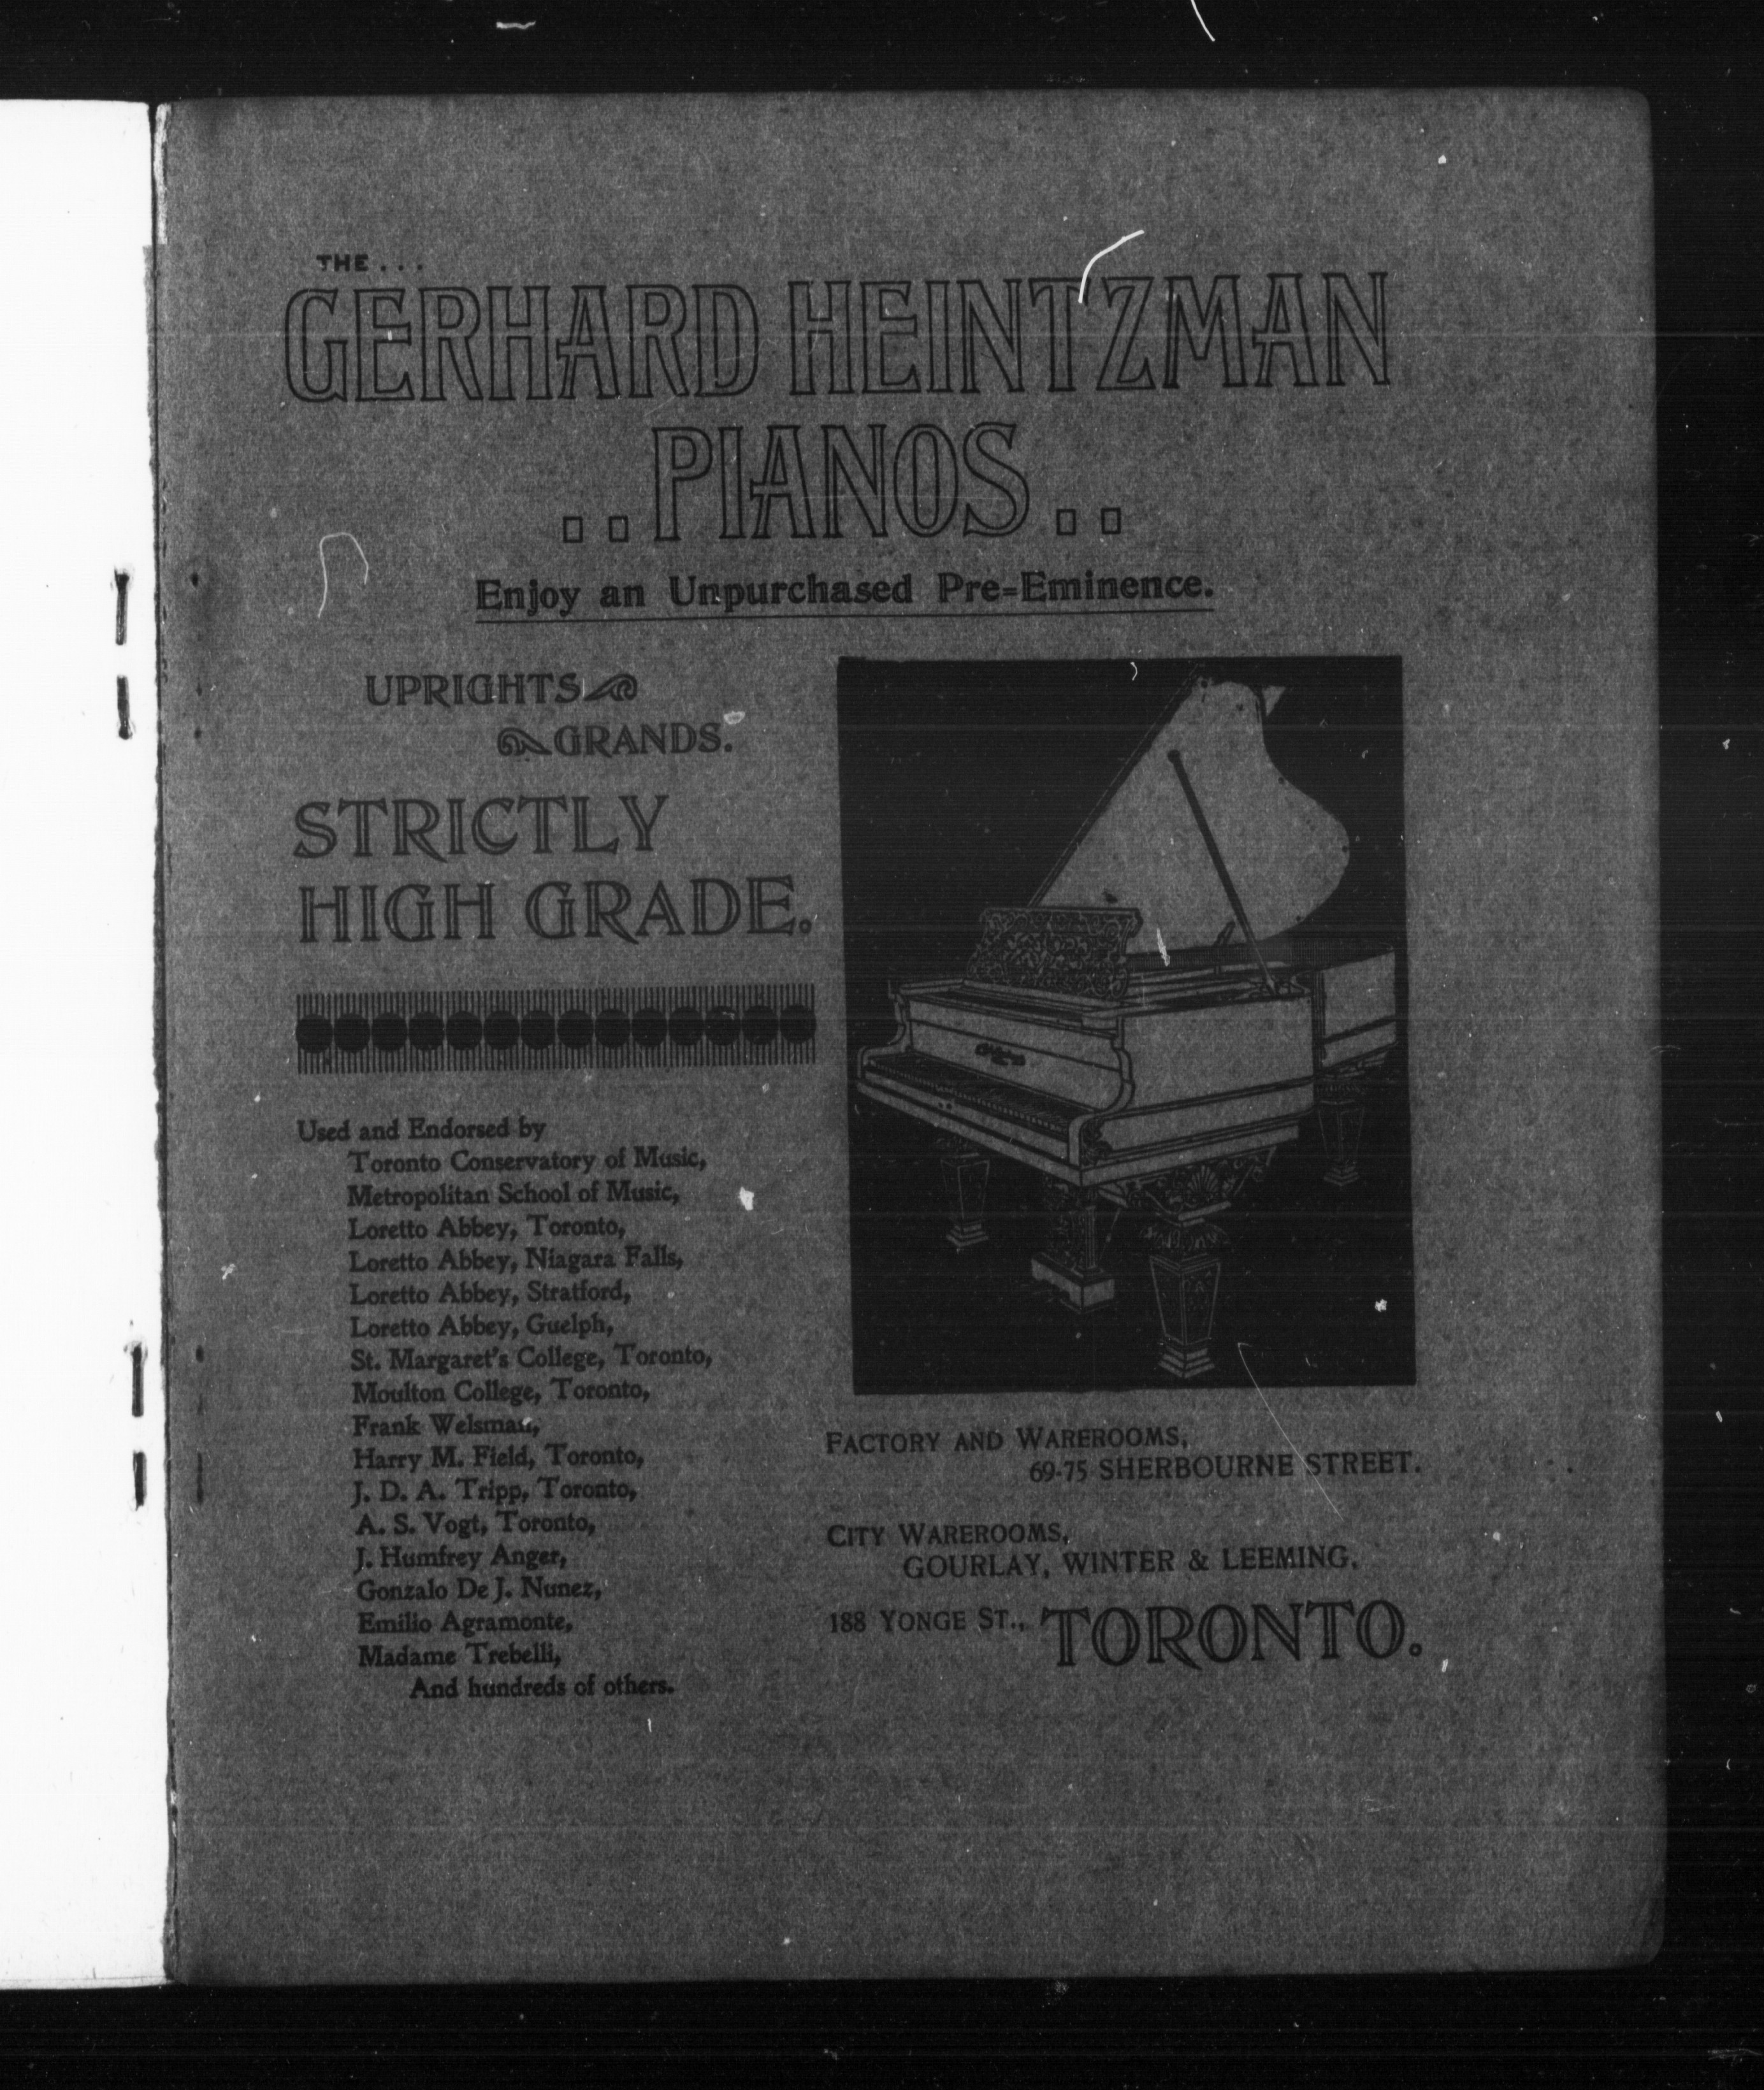 THE...
GERHARD HEINTZMAN
..PIANOS..
Enjoy an Unpurchased Pre-Eminence.
UPRIGHTS
GRANDS.
STRICTLY
HIGH GRADE.
Used and Endorsed by
Toronto Conservatory of Music,
Metropolitan School of Music,
Loretto Abbey, Toronto,
Loretto Abbey, Niagara Falls,
Loretto Abbey, Stratford,
Loretto Abbey, Guelph,
St. Margaret's College, Toronto,
Moulton College, Toronto,
Frank Welsman,
Harry M. Field, Toronto,
J. D. A. Tripp, Toronto,
A. S. Vogt, Toronto,
J. Humfrey Anger,
Gonzalo De J. Nunez,
Emilio Agramonte,
Madame Trebelli,
And hundreds of others.
FACTORY AND WAREROOMS,
69-75 SHERBOURNE STREET.
CITY WAREROOMS,
GOURLAY, WINTER & LEEMING,
188 YONGE ST., TORONTO.